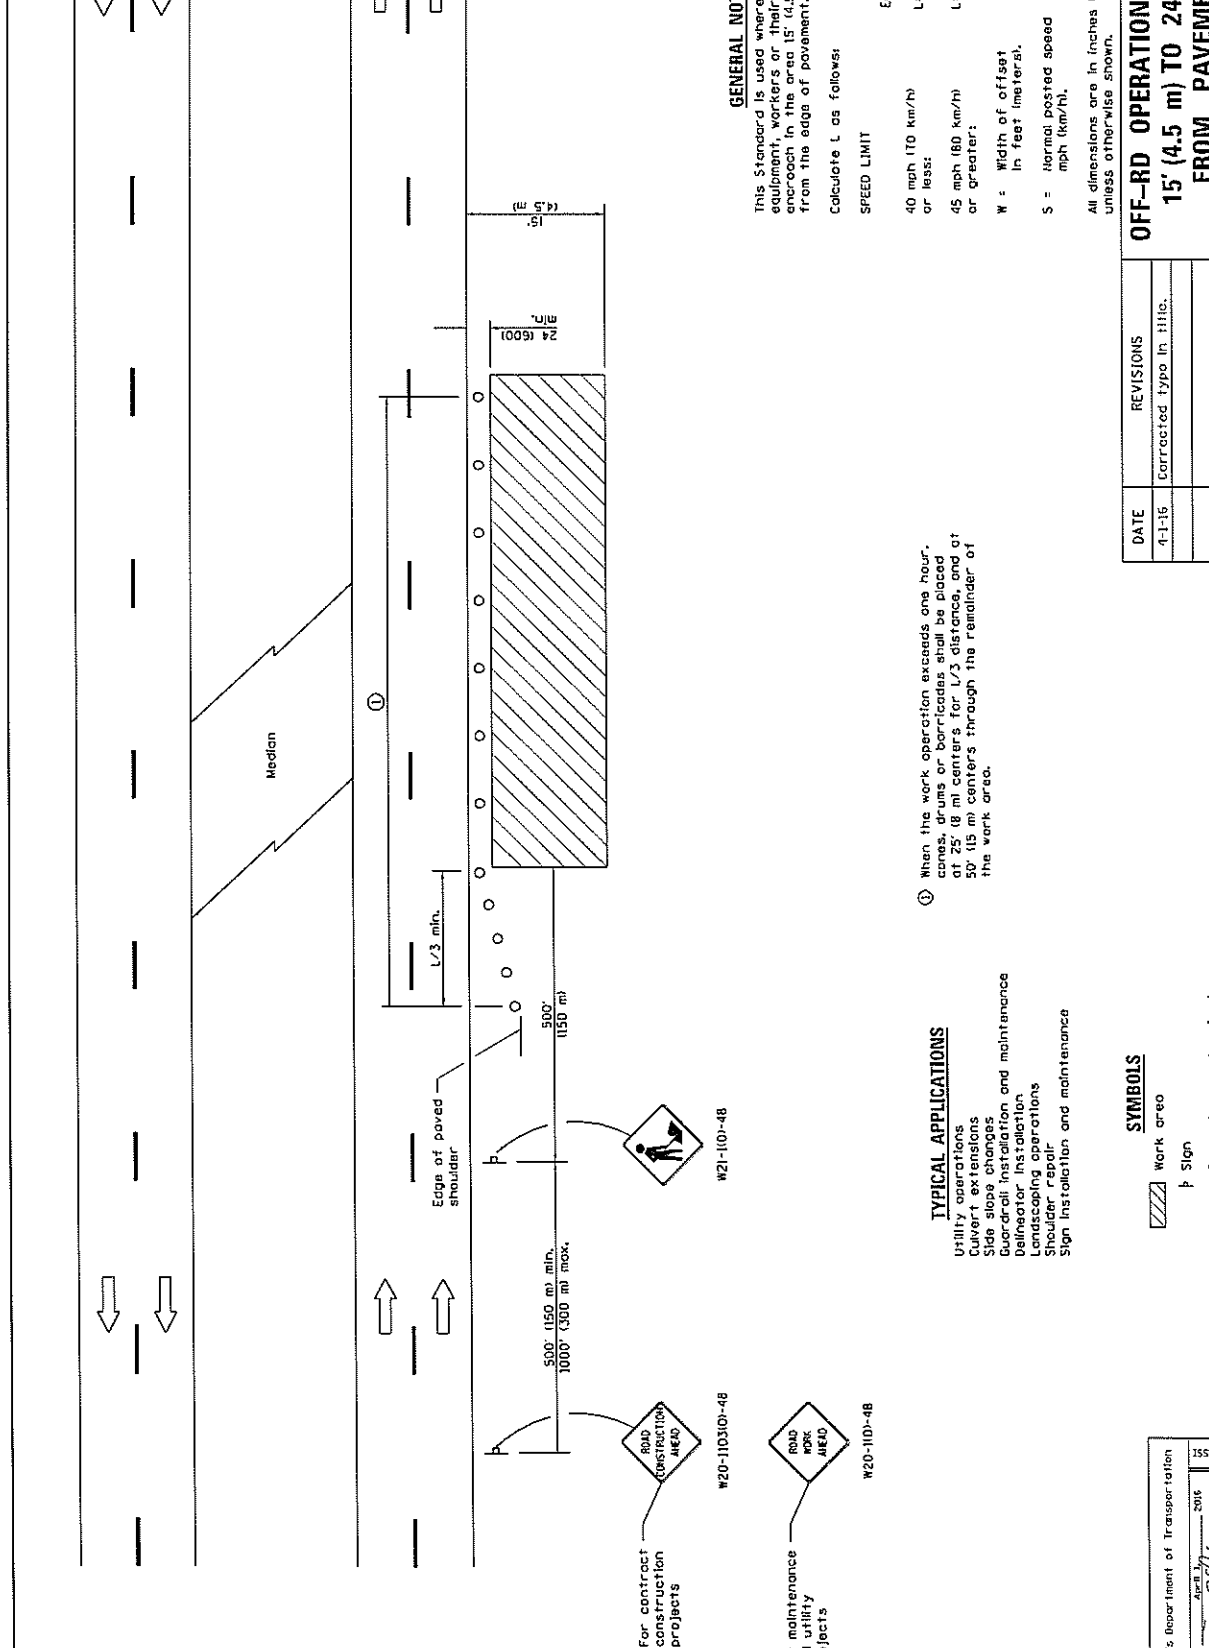 Median
①
L/3 min.
Edge of paved
shoulder
500'
(150 m)
500' (150 m) min.
1000' (300 m) max.
15'
(4.5 m)
24 (600)
min.
ROAD
CONSTRUCTION
AHEAD
W20-1103(O)-48
For contract
construction
projects
ROAD
WORK
AHEAD
W20-1(O)-48
maintenance
utility
W21-1(O)-48
GENERAL
This Standard is used where
equipment, workers or their
encroach in the area 15'
from the edge of pavement.
Calculate L as follows:
SPEED LIMIT
40 mph (70 km/h)
or less:
45 mph (80 km/h)
or greater:
W = Width of offset
in feet (meters).
S = Normal posted speed
mph (km/h).
All dimensions are in inches
unless otherwise shown.
① When the work operation exceeds one hour,
cones, drums or barricades shall be placed
at 25' (8 m) centers for L/3 distance, and at
50' (15 m) centers through the remainder of
the work area.
TYPICAL APPLICATIONS
Utility operations
Culvert extensions
Side slope changes
Guardrail installation and maintenance
Delineator installation
Landscaping operations
Shoulder repair
Sign installation and maintenance
SYMBOLS
Work area
Sign
DATE REVISIONS
4-1-16 Corrected typo in title.
OFF-RD OPERATION
15' (4.5 m) TO 24
FROM PAVEM
Department of Transportation
April 1, 2016
ISS